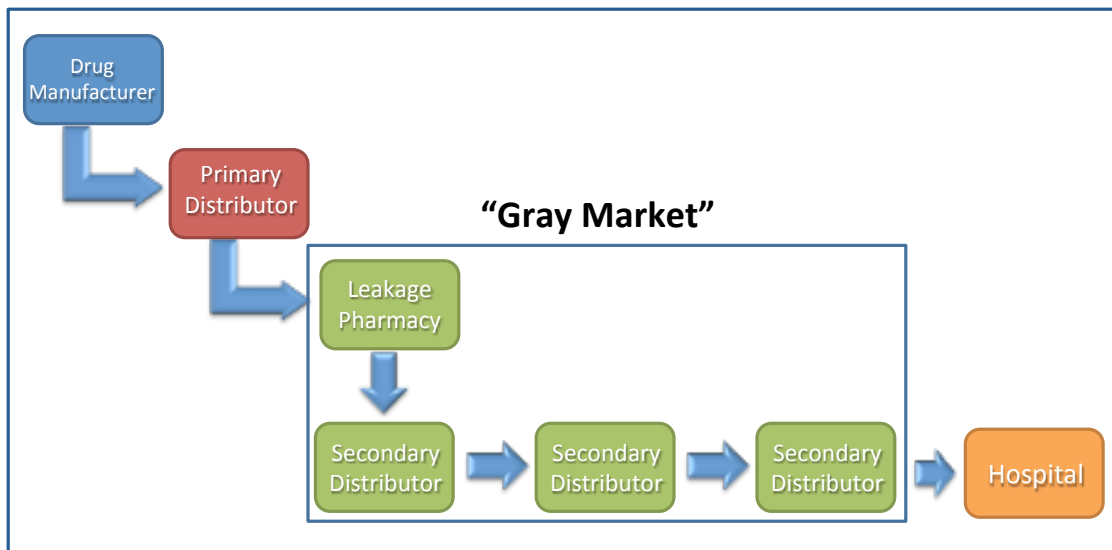 Drug
Manufacturer
Primary
Distributor
“Gray Market”
Leakage
Pharmacy
Secondary
Distributor
Secondary
Distributor
Secondary
Distributor
Hospital